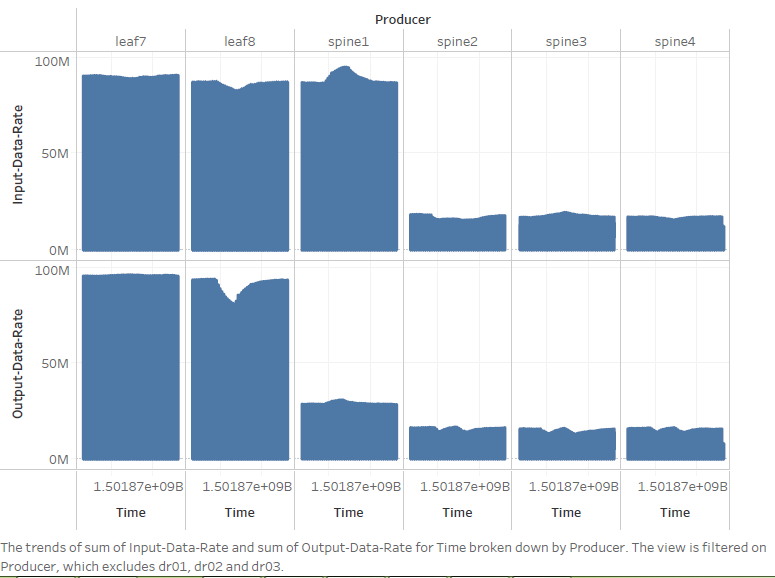 Producer
leaf7 leaf8 spine1 spine2 spine3 spine4
Input-Data-Rate
100M
50M
0M
Output-Data-Rate
100M
50M
0M
1.50187e+09B 1.50187e+09B 1.50187e+09B 1.50187e+09B 1.50187e+09B 1.50187e+09B
Time Time Time Time Time Time
The trends of sum of Input-Data-Rate and sum of Output-Data-Rate for Time broken down by Producer. The view is filtered on
Producer, which excludes dr01, dr02 and dr03.